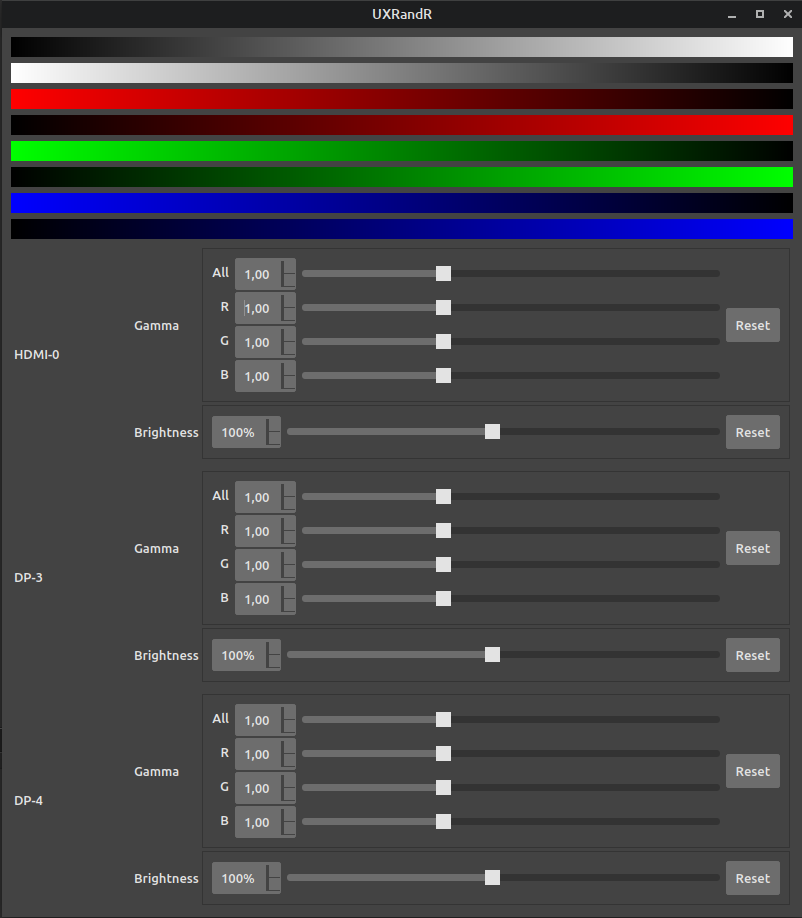 UXRandR
HDMI-0
Gamma
All 1,00
R 1,00
G 1,00
B 1,00
Reset
Brightness 100% Reset
DP-3
Gamma
All 1,00
R 1,00
G 1,00
B 1,00
Reset
Brightness 100% Reset
DP-4
Gamma
All 1,00
R 1,00
G 1,00
B 1,00
Reset
Brightness 100% Reset